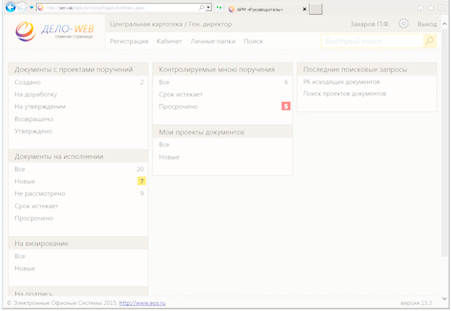 АРМ «Руководитель»
ДЕЛО-WEB
главная страница
Центральная картотека / Ген. директор
Захаров П.Ф.
Выход
Регистрация Кабинет Личные папки Поиск
Быстрый поиск
Документы с проектами поручений
Создано 2
На доработку
На утверждении
Возвращено
Утверждено
Документы на исполнении
Все 20
Новые 7
Не рассмотрено 9
Срок истекает
Просрочено
На визирование
Все
Новые
На подпись
Контролируемые мною поручения
Все 6
Срок истекает
Просрочено 5
Мои проекты документов
Все
Новые
Последние поисковые запросы
РК исходящих документов
Поиск проектов документов
© Электронные Офисные Системы 2015, http://www.eos.ru
версия 15.3